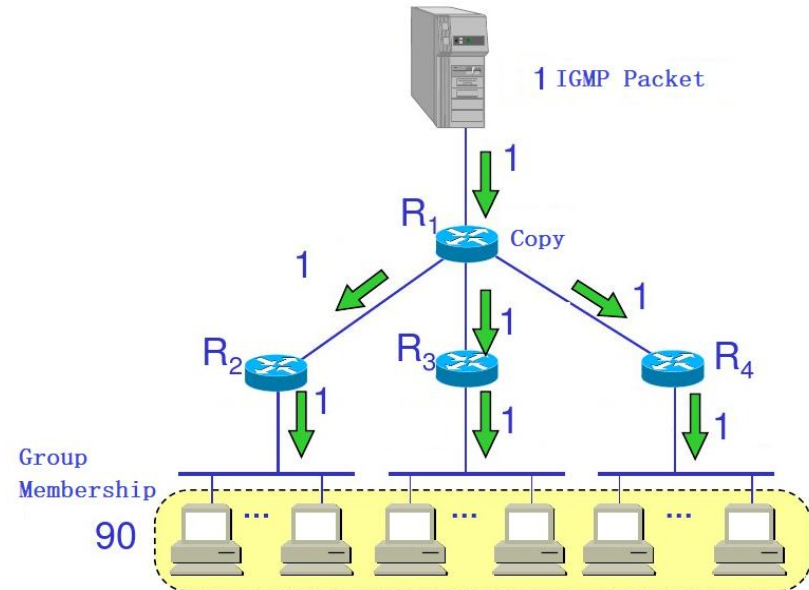 1 IGMP Packet
1
R1
Copy
1
1
1
R2
R3
R4
1
1
1
Group
Membership
90
...
...
...